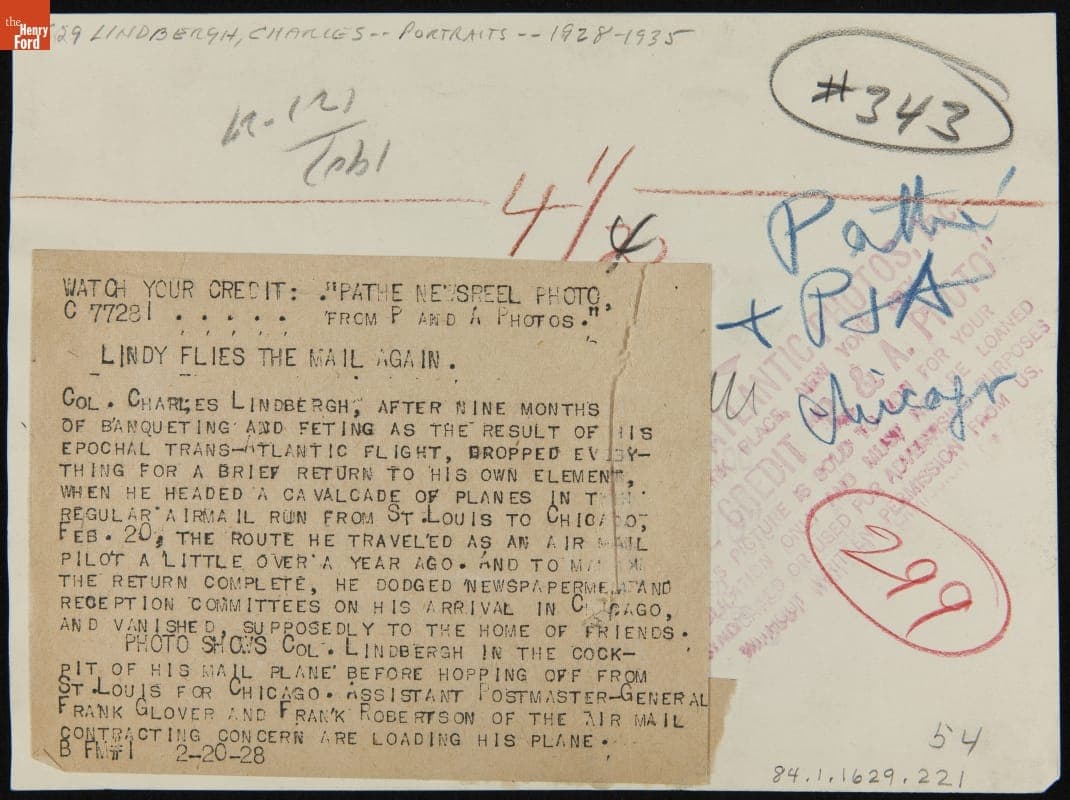 the
Henry
Ford
29 LINDBERGH, CHARLES -- PORTRAITS -- 1928-1935
#343
4"
Pathé
+ P & A
Chicago
299
WATCH YOUR CREDIT: "PATHE NEWSREEL PHOTO,
C 77281 . . . . . FROM P AND A PHOTOS."
LINDY FLIES THE MAIL AGAIN.
COL. CHARLES LINDBERGH, AFTER NINE MONTHS
OF BANQUETING AND FETING AS THE RESULT OF HIS
EPOCHAL TRANS-ATLANTIC FLIGHT, DROPPED EVERY-
THING FOR A BRIEF RETURN TO HIS OWN ELEMENT,
WHEN HE HEADED A CAVALCADE OF PLANES IN THE
REGULAR AIRMAIL RUN FROM ST.LOUIS TO CHICAGO,
FEB. 20, THE ROUTE HE TRAVELED AS AN AIR MAIL
PILOT A LITTLE OVER A YEAR AGO. AND TO
THE RETURN COMPLETE, HE DODGED NEWSPAPERMEN AND
RECEPTION COMMITTEES ON HIS ARRIVAL IN CHICAGO,
AND VANISHED, SUPPOSEDLY TO THE HOME OF FRIENDS.
PHOTO SHOWS COL. LINDBERGH IN THE COCK-
PIT OF HIS MAIL PLANE BEFORE HOPPING OFF FROM
ST.LOUIS FOR CHICAGO. ASSISTANT POSTMASTER-GENERAL
FRANK GLOVER AND FRANK ROBERTSON OF THE AIR MAIL
CONTRACTING CONCERN ARE LOADING HIS PLANE.
B FN#1 2-20-28
54
84.1.1629.221